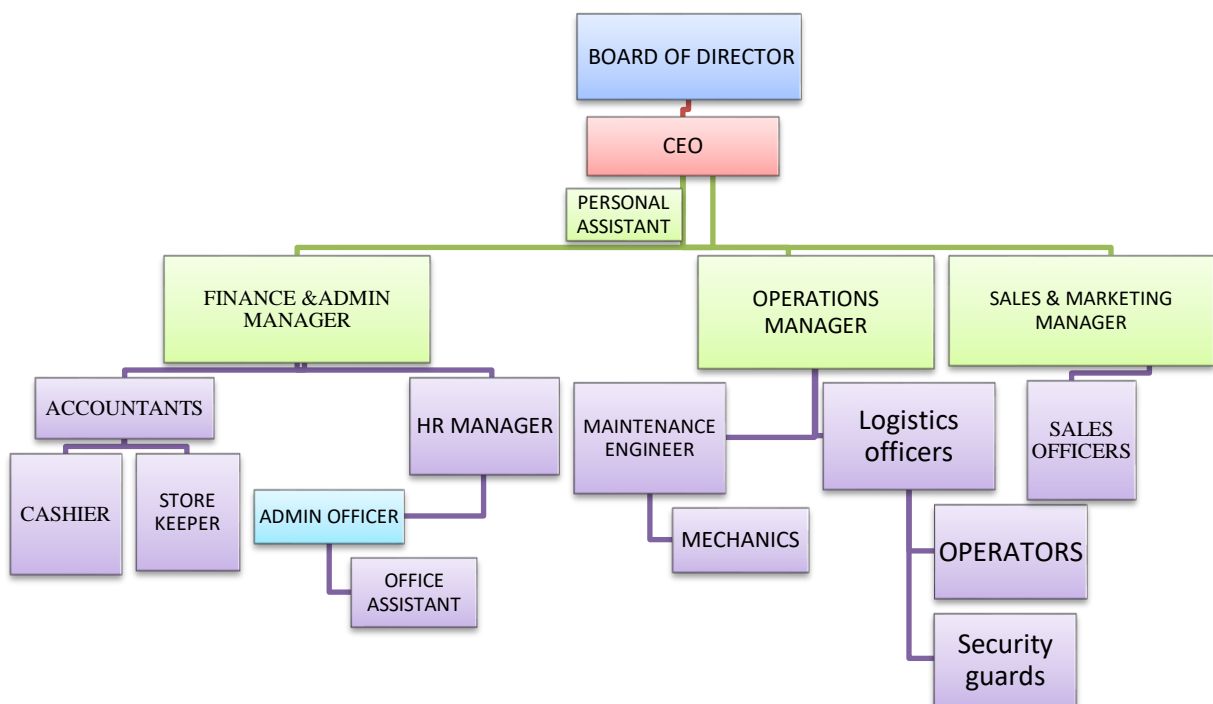 BOARD OF DIRECTOR
CEO
PERSONAL
ASSISTANT
FINANCE &ADMIN
MANAGER
OPERATIONS
MANAGER
SALES & MARKETING
MANAGER
ACCOUNTANTS
HR MANAGER
MAINTENANCE
ENGINEER
Logistics
officers
SALES
OFFICERS
CASHIER
STORE
KEEPER
ADMIN OFFICER
MECHANICS
OPERATORS
OFFICE
ASSISTANT
Security
guards